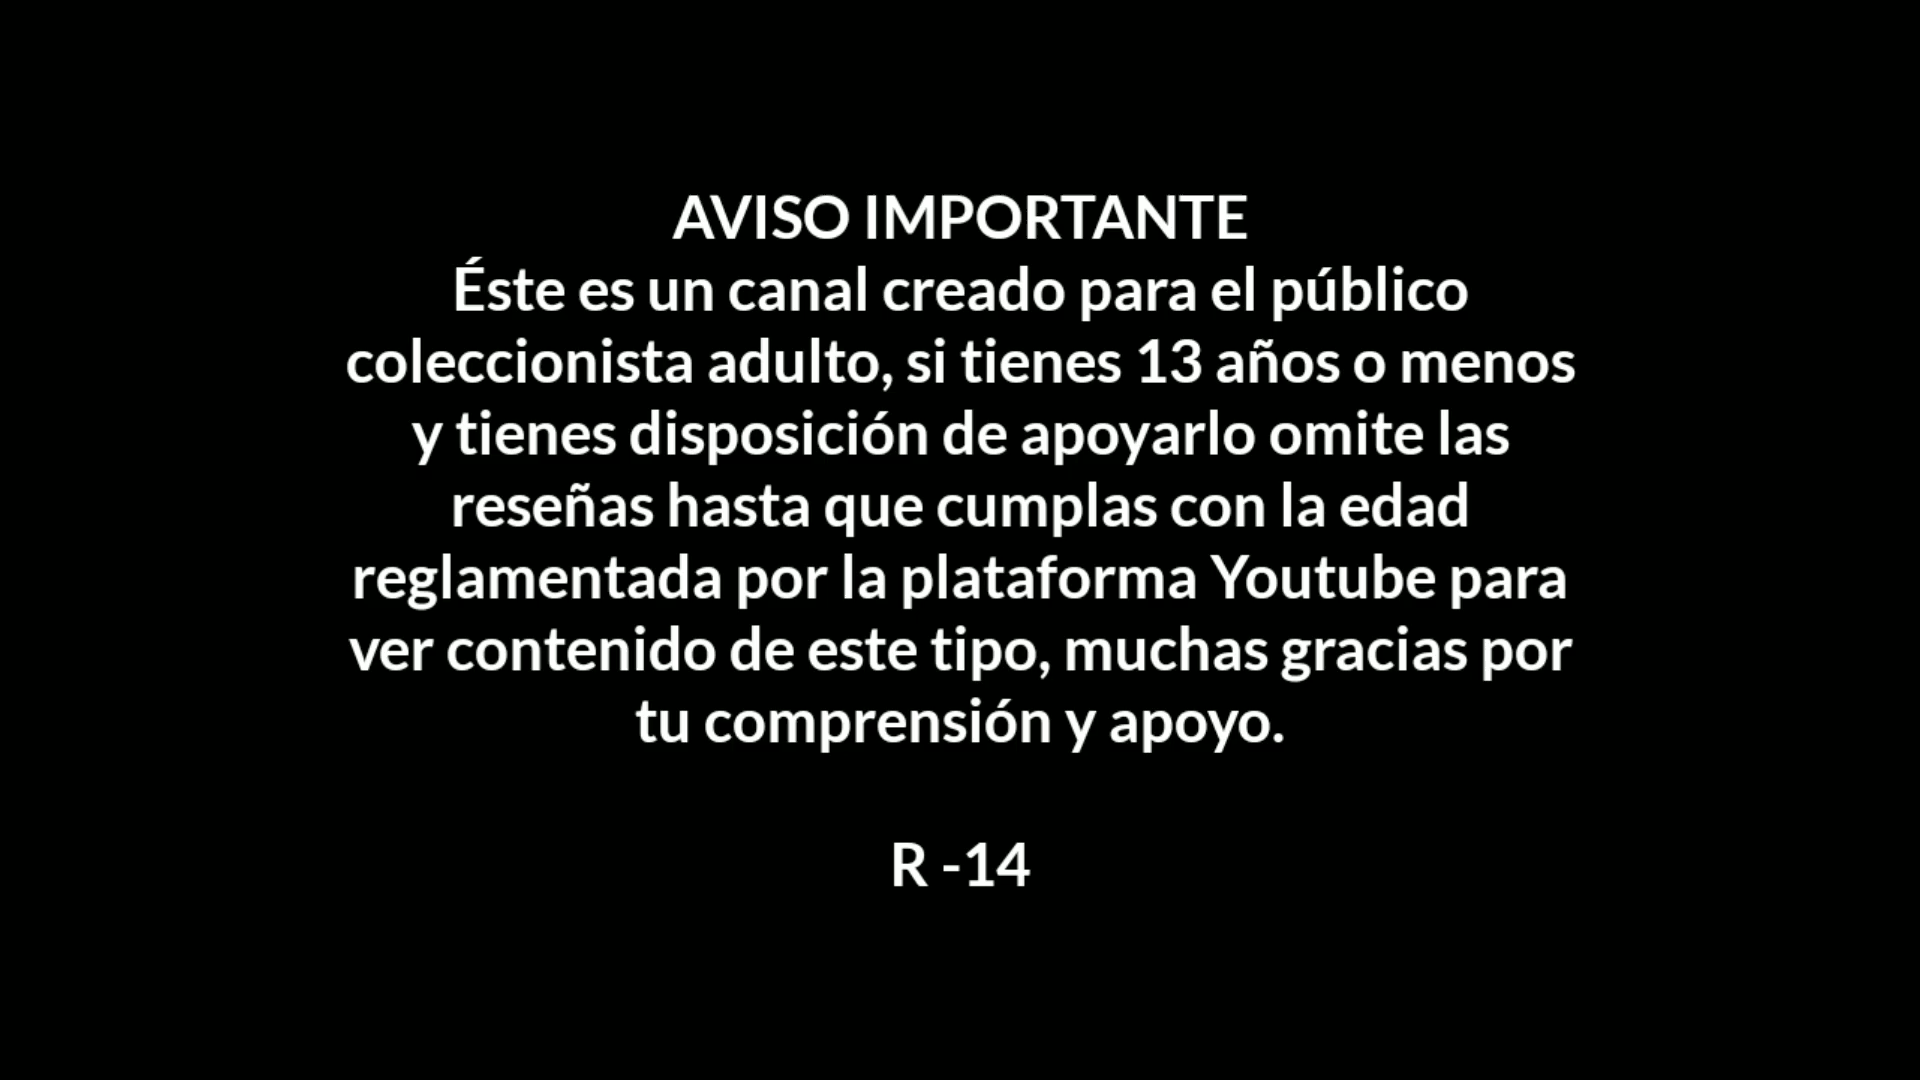 AVISO IMPORTANTE
Éste es un canal creado para el público
coleccionista adulto, si tienes 13 años o menos
y tienes disposición de apoyarlo omite las
reseñas hasta que cumplas con la edad
reglamentada por la plataforma Youtube para
ver contenido de este tipo, muchas gracias por
tu comprensión y apoyo.
R -14